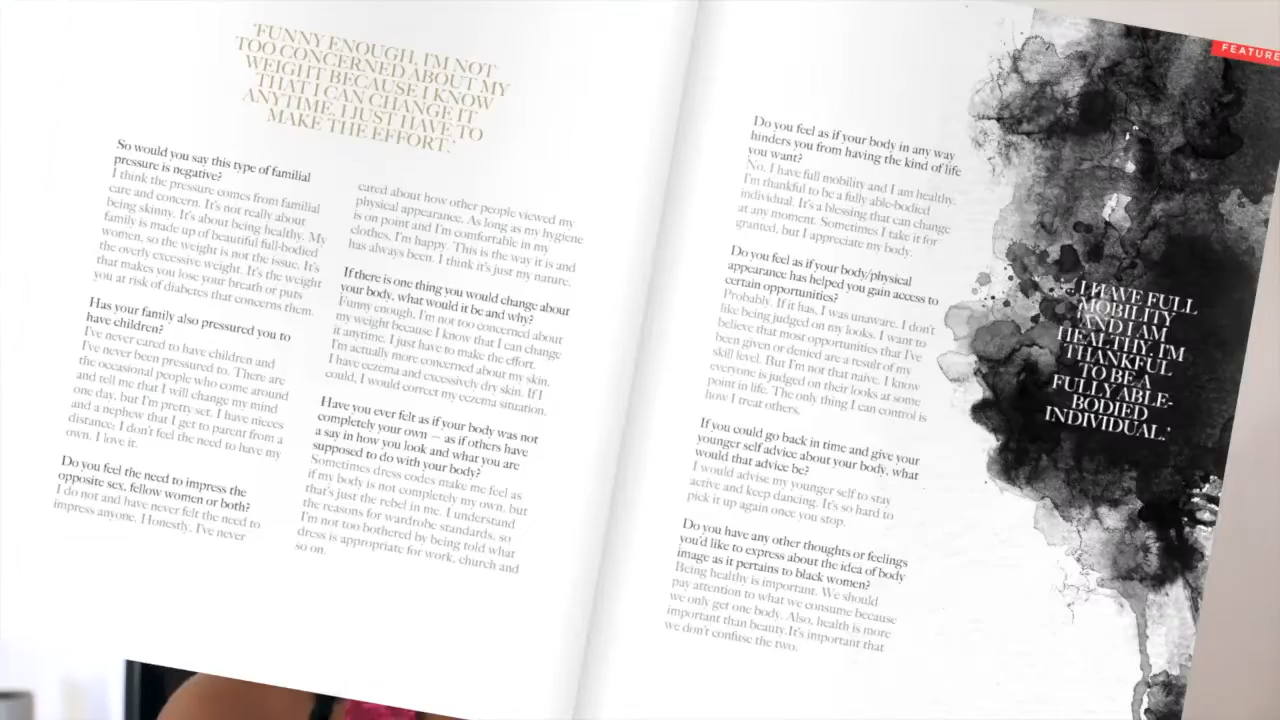 'FUNNY ENOUGH, I'M NOT
TOO CONCERNED ABOUT MY
WEIGHT BECAUSE I KNOW
THAT I CAN CHANGE IT
ANYTIME. I JUST HAVE TO
MAKE THE EFFORT.'
So would you say this type of familial
pressure is negative?
I think the pressure comes from familial
care and concern. It's not really about
being skinny. It's about being healthy. My
family is made up of beautiful full-bodied
women, so the weight is not the issue. It's
the overly excessive weight. It's the weight
that makes you lose your breath or puts
you at risk of diabetes that concerns them.
Has your family also pressured you to
have children?
I've never cared to have children and
I've never been pressured to. There are
the occasional people who come around
and tell me that I will change my mind
one day, but I'm pretty set. I have nieces
and a nephew that I get to parent from a
distance; I don't feel the need to have my
own. I love it.
Do you feel the need to impress the
opposite sex, fellow women or both?
I do not and have never felt the need to
impress anyone. Honestly, I've never
cared about how other people viewed my
physical appearance. As long as my hygiene
is on point and I'm comfortable in my
clothes, I'm happy. This is the way it is and
has always been. I think it's just my nature.
If there is one thing you would change about
your body, what would it be and why?
Funny enough, I'm not too concerned about
my weight because I know that I can change
it anytime. I just have to make the effort.
I'm actually more concerned about my skin.
I have eczema and excessively dry skin. If I
could, I would correct my eczema situation.
Have you ever felt as if your body was not
completely your own – as if others have
a say in how you look and what you are
supposed to do with your body?
Sometimes dress codes make me feel as
if my body is not completely my own, but
that's just the rebel in me. I understand
the reasons for wardrobe standards, so
I'm not too bothered by being told what
dress is appropriate for work, church and
so on.
Do you feel as if your body in any way
hinders you from having the kind of life
you want?
No, I have full mobility and I am healthy.
I'm thankful to be a fully able-bodied
individual. It's a blessing that can change
at any moment. Sometimes I take it for
granted, but I appreciate my body.
Do you feel as if your body/physical
appearance has helped you gain access to
certain opportunities?
Probably. If it has, I was unaware. I don't
like being judged on my looks. I want to
believe that most opportunities that I've
been given or denied are a result of my
skill level. But I'm not that naive. I know
everyone is judged on their looks at some
point in life. The only thing I can control is
how I treat others.
If you could go back in time and give your
younger self advice about your body, what
would that advice be?
I would advise my younger self to stay
active and keep dancing. It's so hard to
pick it up again once you stop.
Do you have any other thoughts or feelings
you'd like to express about the idea of body
image as it pertains to black women?
Being healthy is important. We should
pay attention to what we consume because
we only get one body. Also, health is more
important than beauty. It's important that
we don't confuse the two.
FEATURE
'I HAVE FULL
MOBILITY
AND I AM
HEALTHY. I'M
THANKFUL
TO BE A
FULLY ABLE-
BODIED
INDIVIDUAL.'